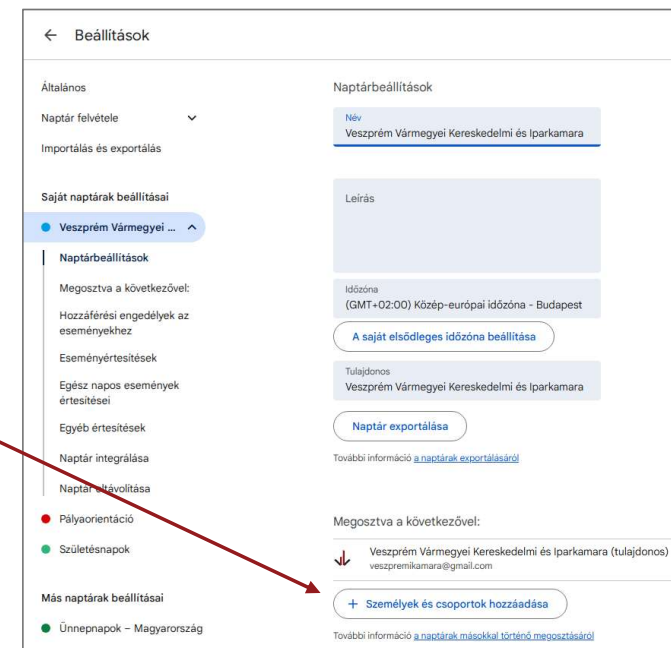 Beállítások
Általános
Naptár felvétele
Importálás és exportálás
Saját naptárak beállításai
Veszprém Vármegyei ...
Naptárbeállítások
Megosztva a következővel:
Hozzáférési engedélyek az
eseményekhez
Eseményértesítések
Egész napos események
értesítései
Egyéb értesítések
Naptár integrálása
Naptár eltávolítása
Pályaorientáció
Születésnapok
Más naptárak beállításai
Ünnepnapok – Magyarország
Naptárbeállítások
Név
Veszprém Vármegyei Kereskedelmi és Iparkamara
Leírás
Időzóna
(GMT+02:00) Közép-európai időzóna - Budapest
A saját elsődleges időzóna beállítása
Tulajdonos
Veszprém Vármegyei Kereskedelmi és Iparkamara
Naptár exportálása
További információ a naptárak exportálásáról
Megosztva a következővel:
Veszprém Vármegyei Kereskedelmi és Iparkamara (tulajdonos)
veszpremikamara@gmail.com
+ Személyek és csoportok hozzáadása
További információ a naptárak másokkal történő megosztásáról